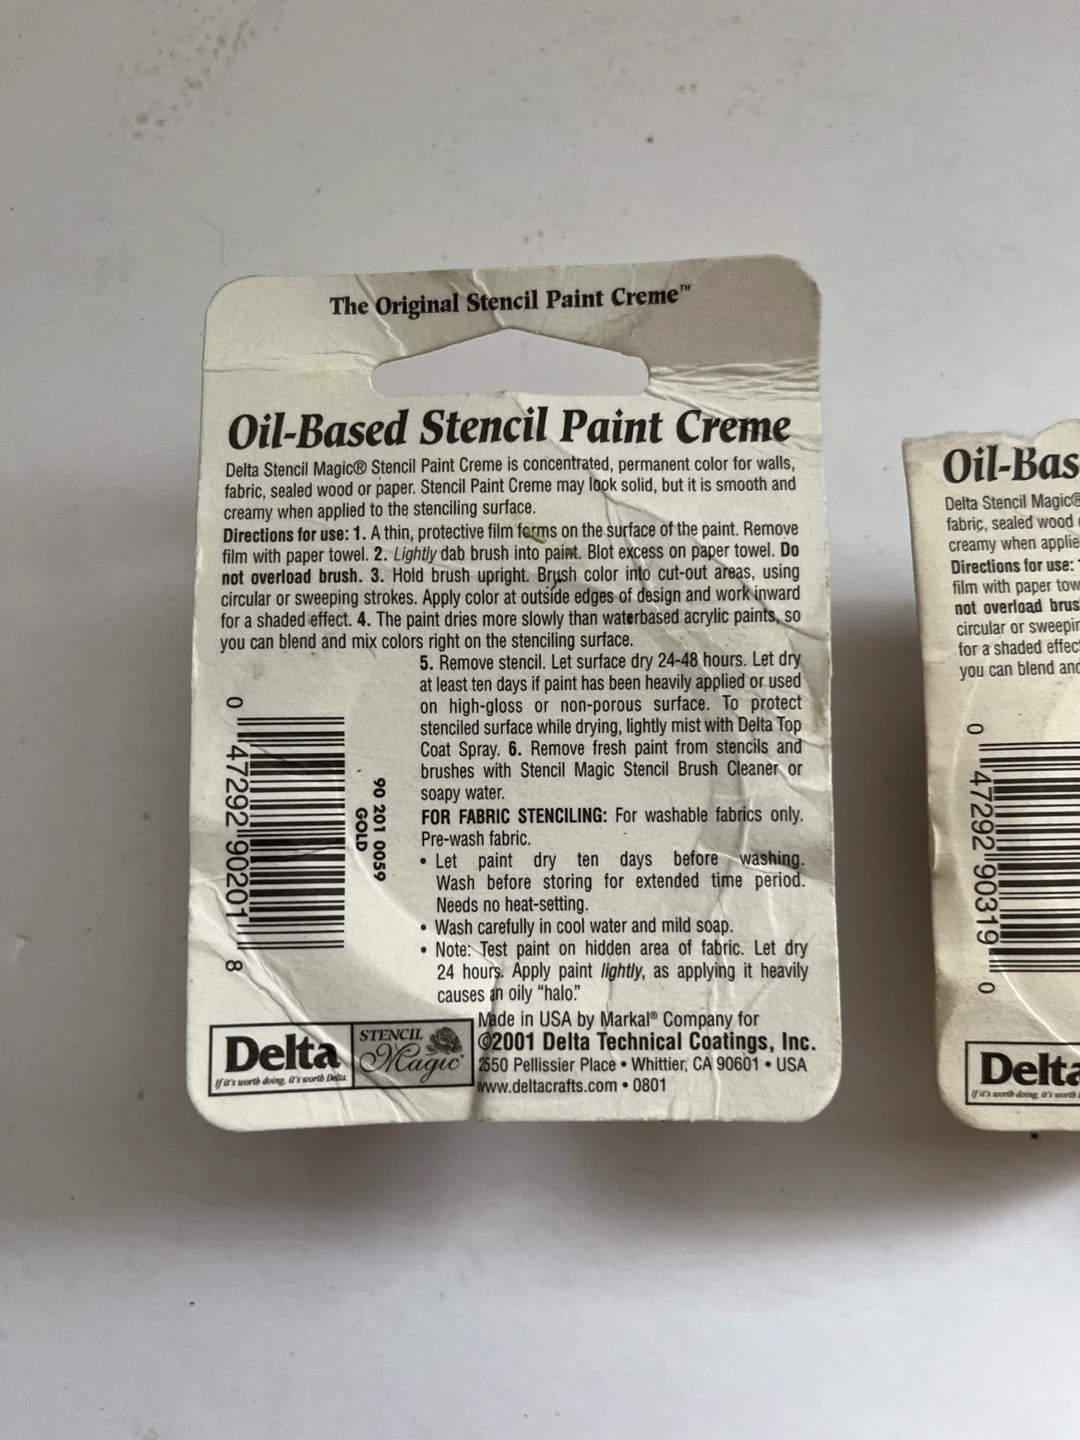 The Original Stencil Paint Creme™
Oil-Based Stencil Paint Creme
Delta Stencil Magic® Stencil Paint Creme is concentrated, permanent color for walls,
fabric, sealed wood or paper. Stencil Paint Creme may look solid, but it is smooth and
creamy when applied to the stenciling surface.
Directions for use: 1. A thin, protective film forms on the surface of the paint. Remove
film with paper towel. 2. Lightly dab brush into paint. Blot excess on paper towel. Do
not overload brush. 3. Hold brush upright. Brush color into cut-out areas, using
circular or sweeping strokes. Apply color at outside edges of design and work inward
for a shaded effect. 4. The paint dries more slowly than waterbased acrylic paints, so
you can blend and mix colors right on the stenciling surface.
5. Remove stencil. Let surface dry 24-48 hours. Let dry
at least ten days if paint has been heavily applied or used
on high-gloss or non-porous surface. To protect
stenciled surface while drying, lightly mist with Delta Top
Coat Spray. 6. Remove fresh paint from stencils and
brushes with Stencil Magic Stencil Brush Cleaner or
soapy water.
FOR FABRIC STENCILING: For washable fabrics only.
Pre-wash fabric.
• Let paint dry ten days before washing.
Wash before storing for extended time period.
Needs no heat-setting.
• Wash carefully in cool water and mild soap.
• Note: Test paint on hidden area of fabric. Let dry
24 hours. Apply paint lightly, as applying it heavily
causes an oily “halo.”
0 47292 90201 8
90 201 0059
GOLD
Delta
If it's worth doing, it's worth Delta.
STENCIL
Magic®
Made in USA by Markal® Company for
©2001 Delta Technical Coatings, Inc.
2550 Pellissier Place • Whittier, CA 90601 • USA
www.deltacrafts.com • 0801
Oil-Bas
Delta Stencil Magic®
fabric, sealed wood
creamy when applie
Directions for use:
film with paper tow
not overload brus
circular or sweepi
for a shaded effec
you can blend and
0 47292 90319 0
Delta
If it's worth doing, it's worth